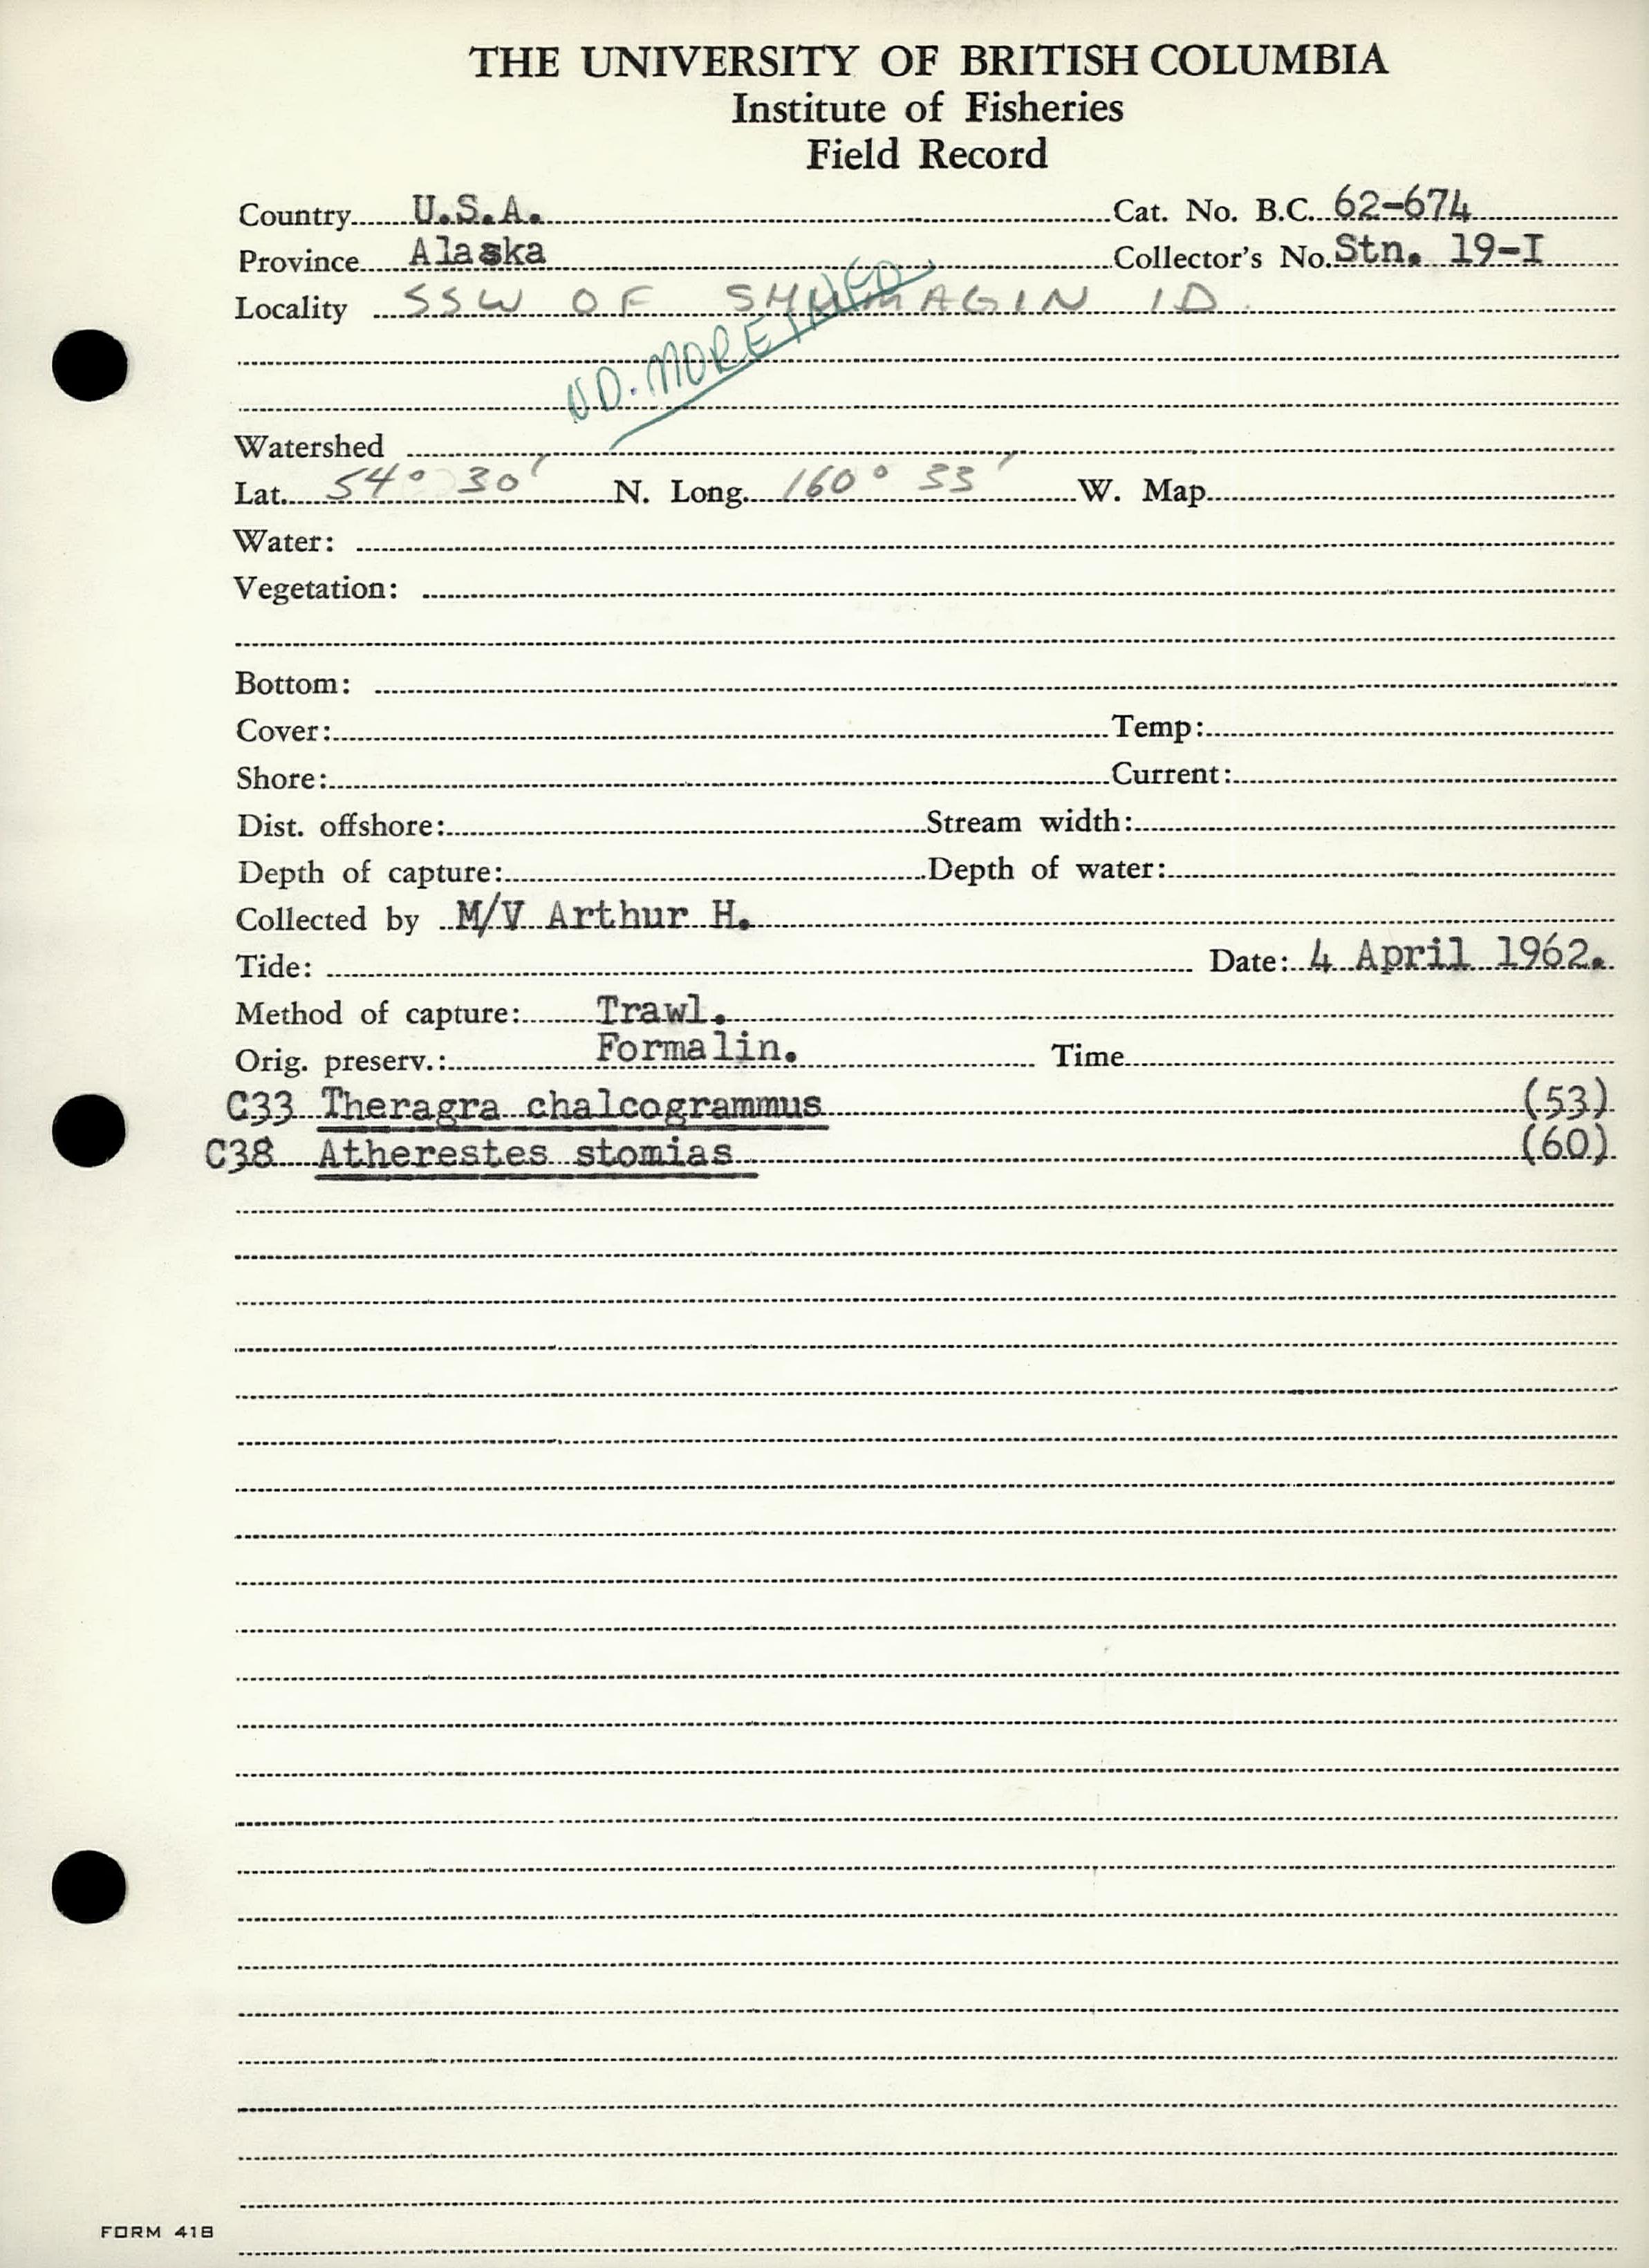 THE UNIVERSITY OF BRITISH COLUMBIA
Institute of Fisheries
Field Record
Country U.S.A. Cat. No. B.C. 62-674
Province Alaska Collector's No. Stn. 19-I
Locality SSW OF SHUMAGIN ID.
NO. MORE
Watershed
Lat. 54° 30' N. Long. 160° 33' W. Map
Water:
Vegetation:
Bottom:
Cover: Temp:
Shore: Current:
Dist. offshore: Stream width:
Depth of capture: Depth of water:
Collected by M/V Arthur H.
Tide: Date: 4 April 1962.
Method of capture: Trawl.
Orig. preserv.: Formalin. Time
C33 Theragra chalcogrammus (53)
C38 Atherestes stomias (60)
FORM 418